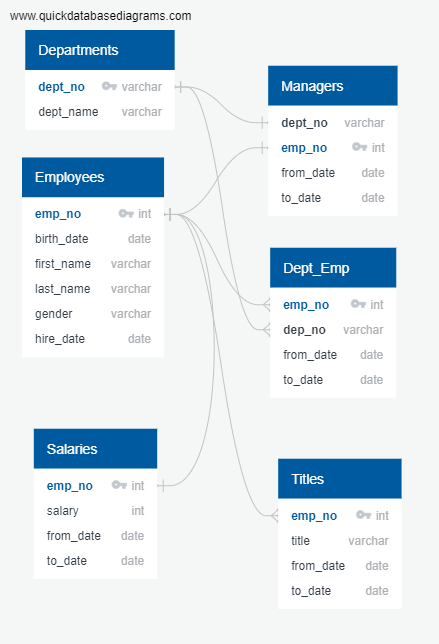 www.quickdatabasediagrams.com
Departments
dept_no varchar
dept_name varchar
Managers
dept_no varchar
emp_no int
from_date date
to_date date
Employees
emp_no int
birth_date date
first_name varchar
last_name varchar
gender varchar
hire_date date
Dept_Emp
emp_no int
dep_no varchar
from_date date
to_date date
Salaries
emp_no int
salary int
from_date date
to_date date
Titles
emp_no int
title varchar
from_date date
to_date date